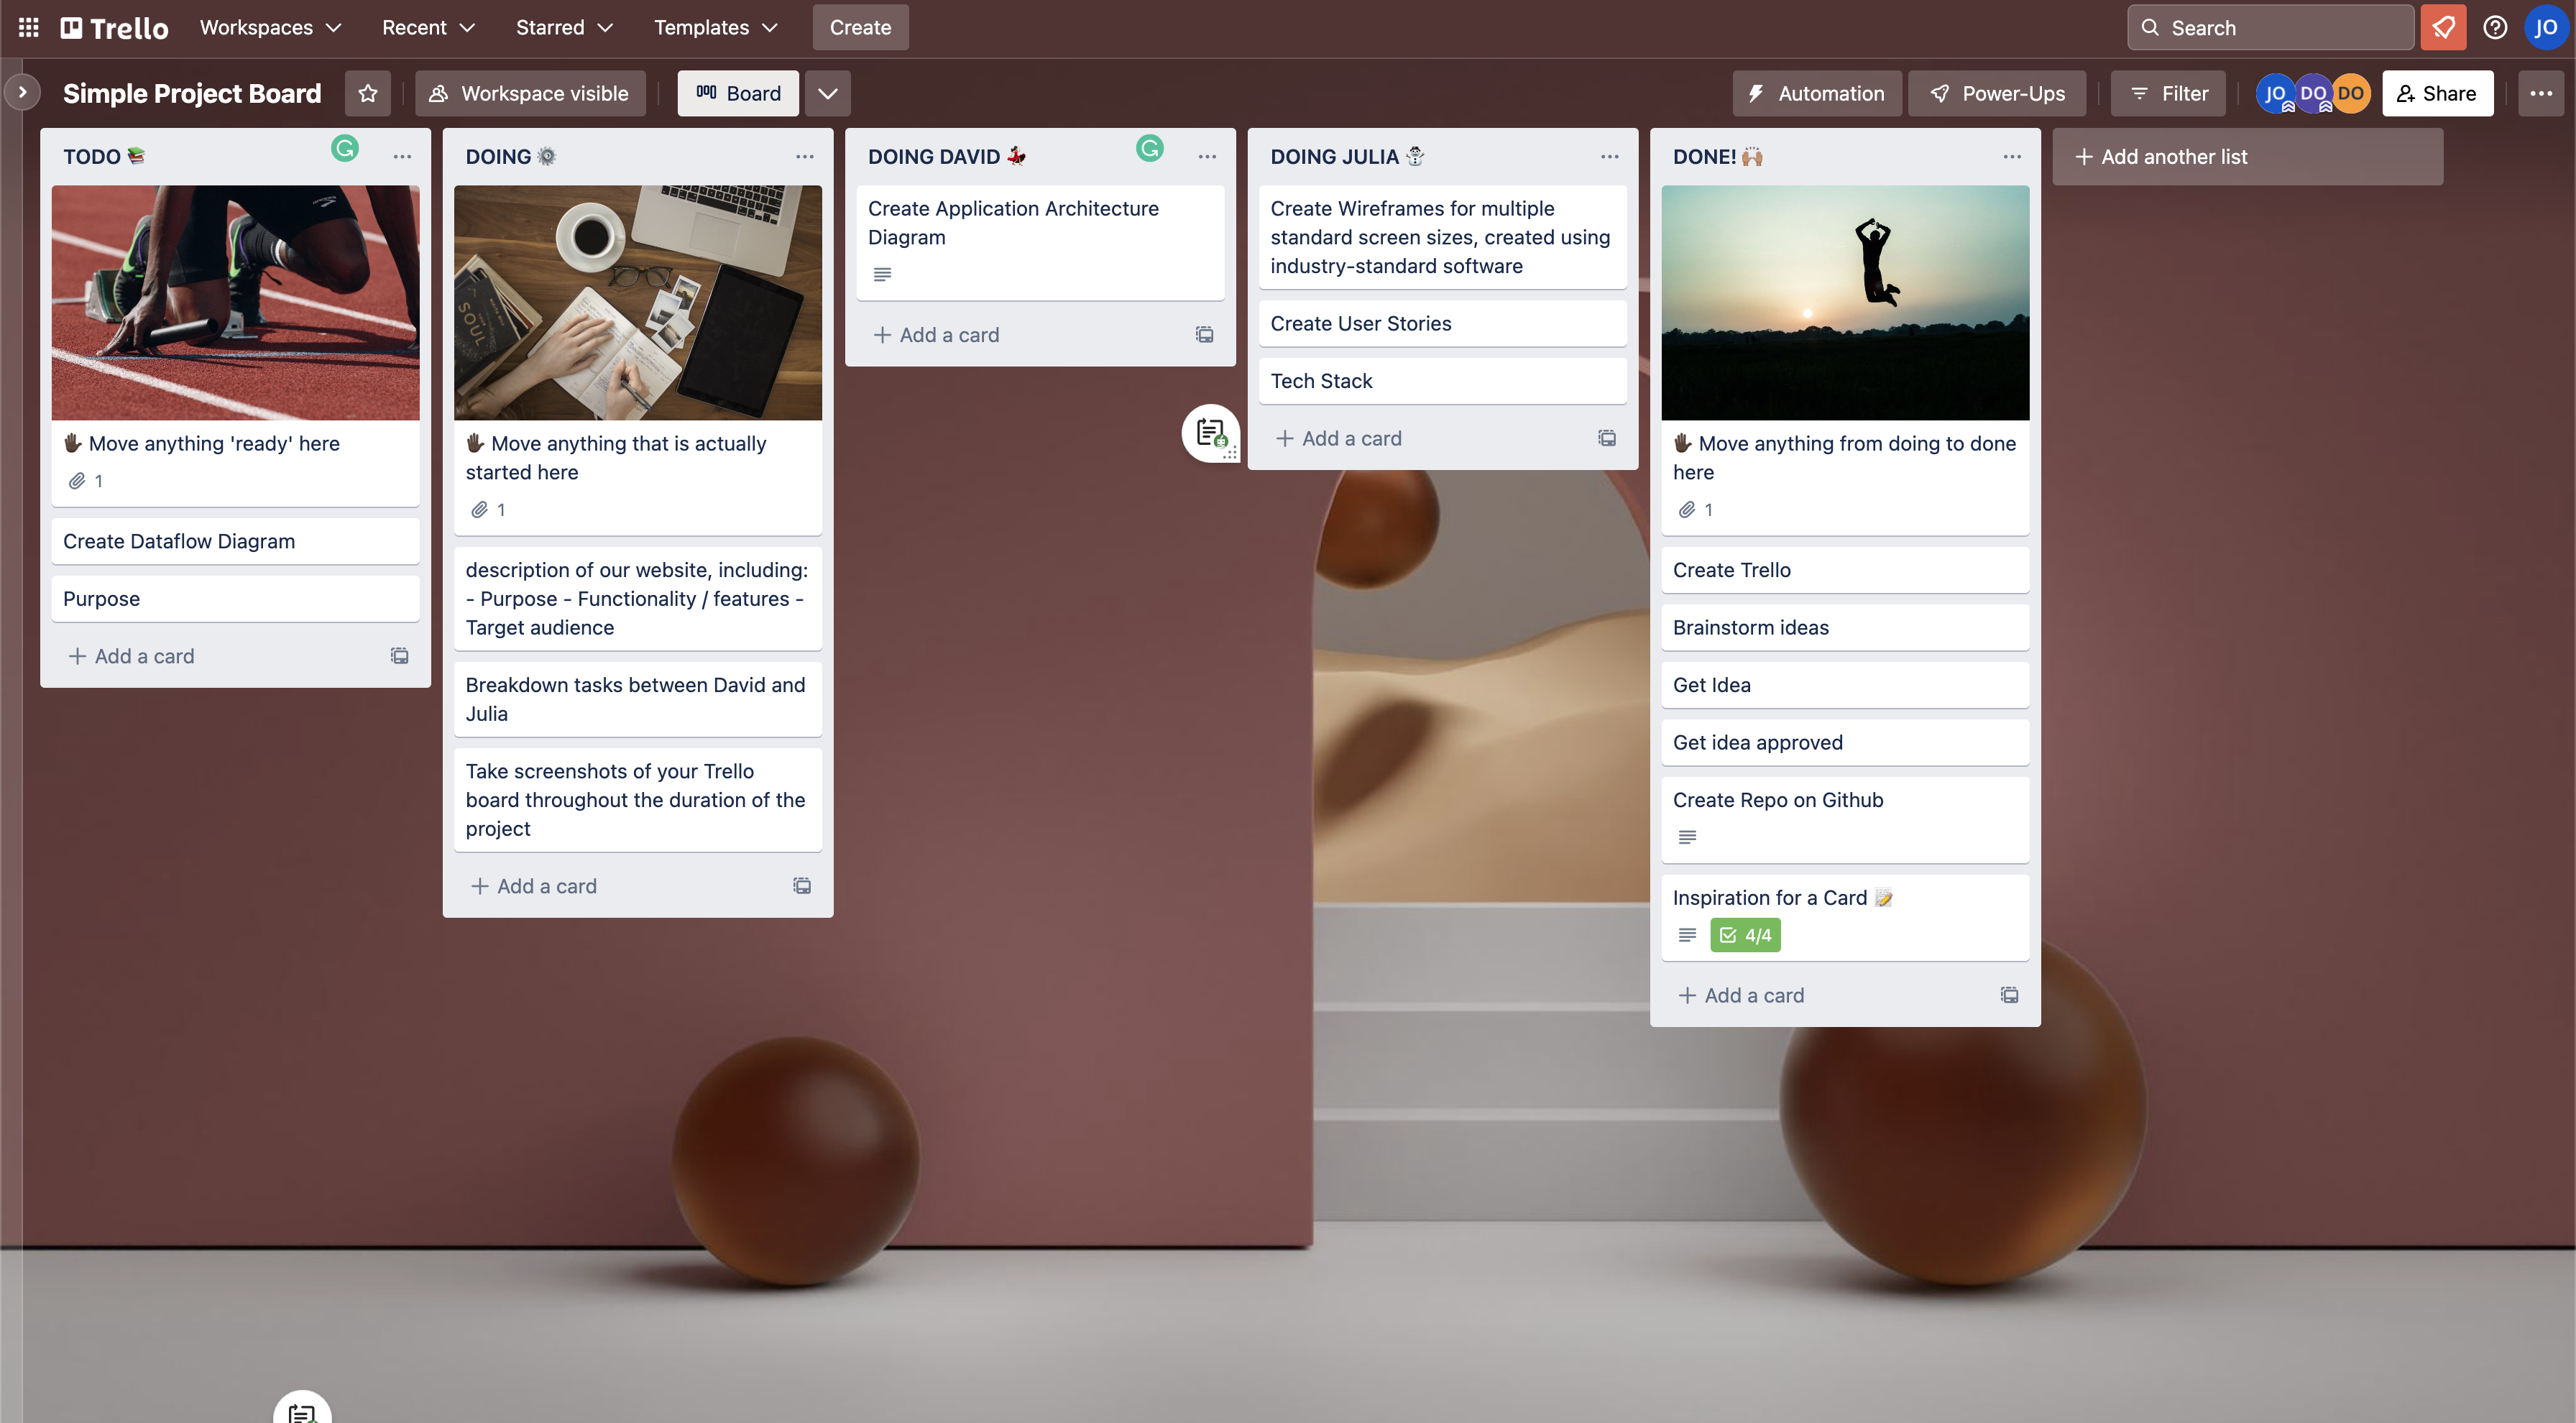 Trello
Workspaces
Recent
Starred
Templates
Create
Search
JO
Simple Project Board
Workspace visible
Board
Automation
Power-Ups
Filter
JO
DO
DO
Share
TODO 📚
✋🏿 Move anything 'ready' here
1
Create Dataflow Diagram
Purpose
+ Add a card
DOING ⚙️
SOUL
✋🏿 Move anything that is actually
started here
1
description of our website, including:
- Purpose - Functionality / features -
Target audience
Breakdown tasks between David and
Julia
Take screenshots of your Trello
board throughout the duration of the
project
+ Add a card
DOING DAVID 💃
Create Application Architecture
Diagram
+ Add a card
DOING JULIA ☃️
Create Wireframes for multiple
standard screen sizes, created using
industry-standard software
Create User Stories
Tech Stack
+ Add a card
DONE! 🙌🏽
✋🏿 Move anything from doing to done
here
1
Create Trello
Brainstorm ideas
Get Idea
Get idea approved
Create Repo on Github
Inspiration for a Card 📝
4/4
+ Add a card
+ Add another list